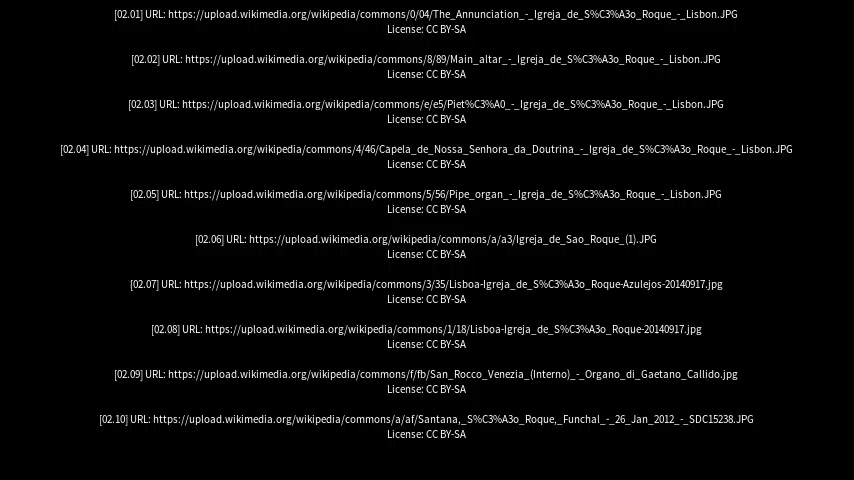 [02.01] URL: https://upload.wikimedia.org/wikipedia/commons/0/04/The_Annunciation_-_Igreja_de_S%C3%A3o_Roque_-_Lisbon.JPG
License: CC BY-SA
[02.02] URL: https://upload.wikimedia.org/wikipedia/commons/8/89/Main_altar_-_Igreja_de_S%C3%A3o_Roque_-_Lisbon.JPG
License: CC BY-SA
[02.03] URL: https://upload.wikimedia.org/wikipedia/commons/e/e5/Piet%C3%A0_-_Igreja_de_S%C3%A3o_Roque_-_Lisbon.JPG
License: CC BY-SA
[02.04] URL: https://upload.wikimedia.org/wikipedia/commons/4/46/Capela_de_Nossa_Senhora_da_Doutrina_-_Igreja_de_S%C3%A3o_Roque_-_Lisbon.JPG
License: CC BY-SA
[02.05] URL: https://upload.wikimedia.org/wikipedia/commons/5/56/Pipe_organ_-_Igreja_de_S%C3%A3o_Roque_-_Lisbon.JPG
License: CC BY-SA
[02.06] URL: https://upload.wikimedia.org/wikipedia/commons/a/a3/Igreja_de_Sao_Roque_(1).JPG
License: CC BY-SA
[02.07] URL: https://upload.wikimedia.org/wikipedia/commons/3/35/Lisboa-Igreja_de_S%C3%A3o_Roque-Azulejos-20140917.jpg
License: CC BY-SA
[02.08] URL: https://upload.wikimedia.org/wikipedia/commons/1/18/Lisboa-Igreja_de_S%C3%A3o_Roque-20140917.jpg
License: CC BY-SA
[02.09] URL: https://upload.wikimedia.org/wikipedia/commons/f/fb/San_Rocco_Venezia_(Interno)_-_Organo_di_Gaetano_Callido.jpg
License: CC BY-SA
[02.10] URL: https://upload.wikimedia.org/wikipedia/commons/a/af/Santana,_S%C3%A3o_Roque,_Funchal_-_26_Jan_2012_-_SDC15238.JPG
License: CC BY-SA